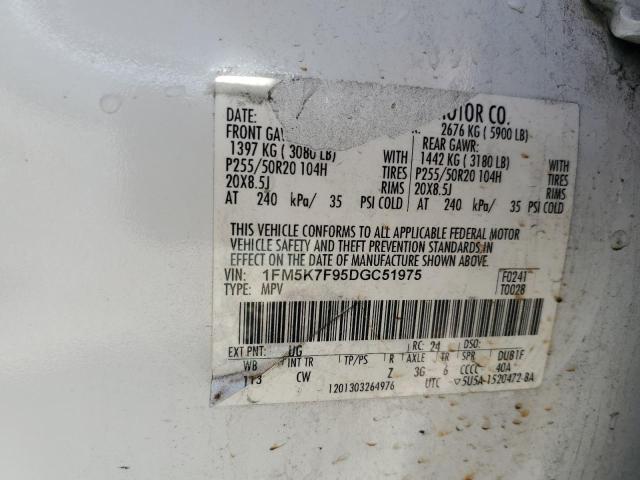 DATE: MOTOR CO.
FRONT GAW 2676 KG ( 5900 LB)
1397 KG ( 3080 LB) WITH REAR GAWR: WITH
P255/50R20 104H TIRES 1442 KG ( 3180 LB) TIRES
20X8.5J RIMS P255/50R20 104H RIMS
AT 240 kPa/ 35 PSI COLD 20X8.5J
AT 240 kPa/ 35 PSI COLD
THIS VEHICLE CONFORMS TO ALL APPLICABLE FEDERAL MOTOR
VEHICLE SAFETY AND THEFT PREVENTION STANDARDS IN EFFECT ON
THE DATE OF MANUFACTURE SHOWN ABOVE.
VIN: 1FM5K7F95DGC51975 F0241
TYPE: MPV T0028
EXT PNT: UG RC: 24 DSO:
WB INT TR TP/PS R AXLE TR SPR DUB1F
113 CW Z 3G 6 CCCC 40A
1201303264976 UTC ▽5USA-1520472-BA